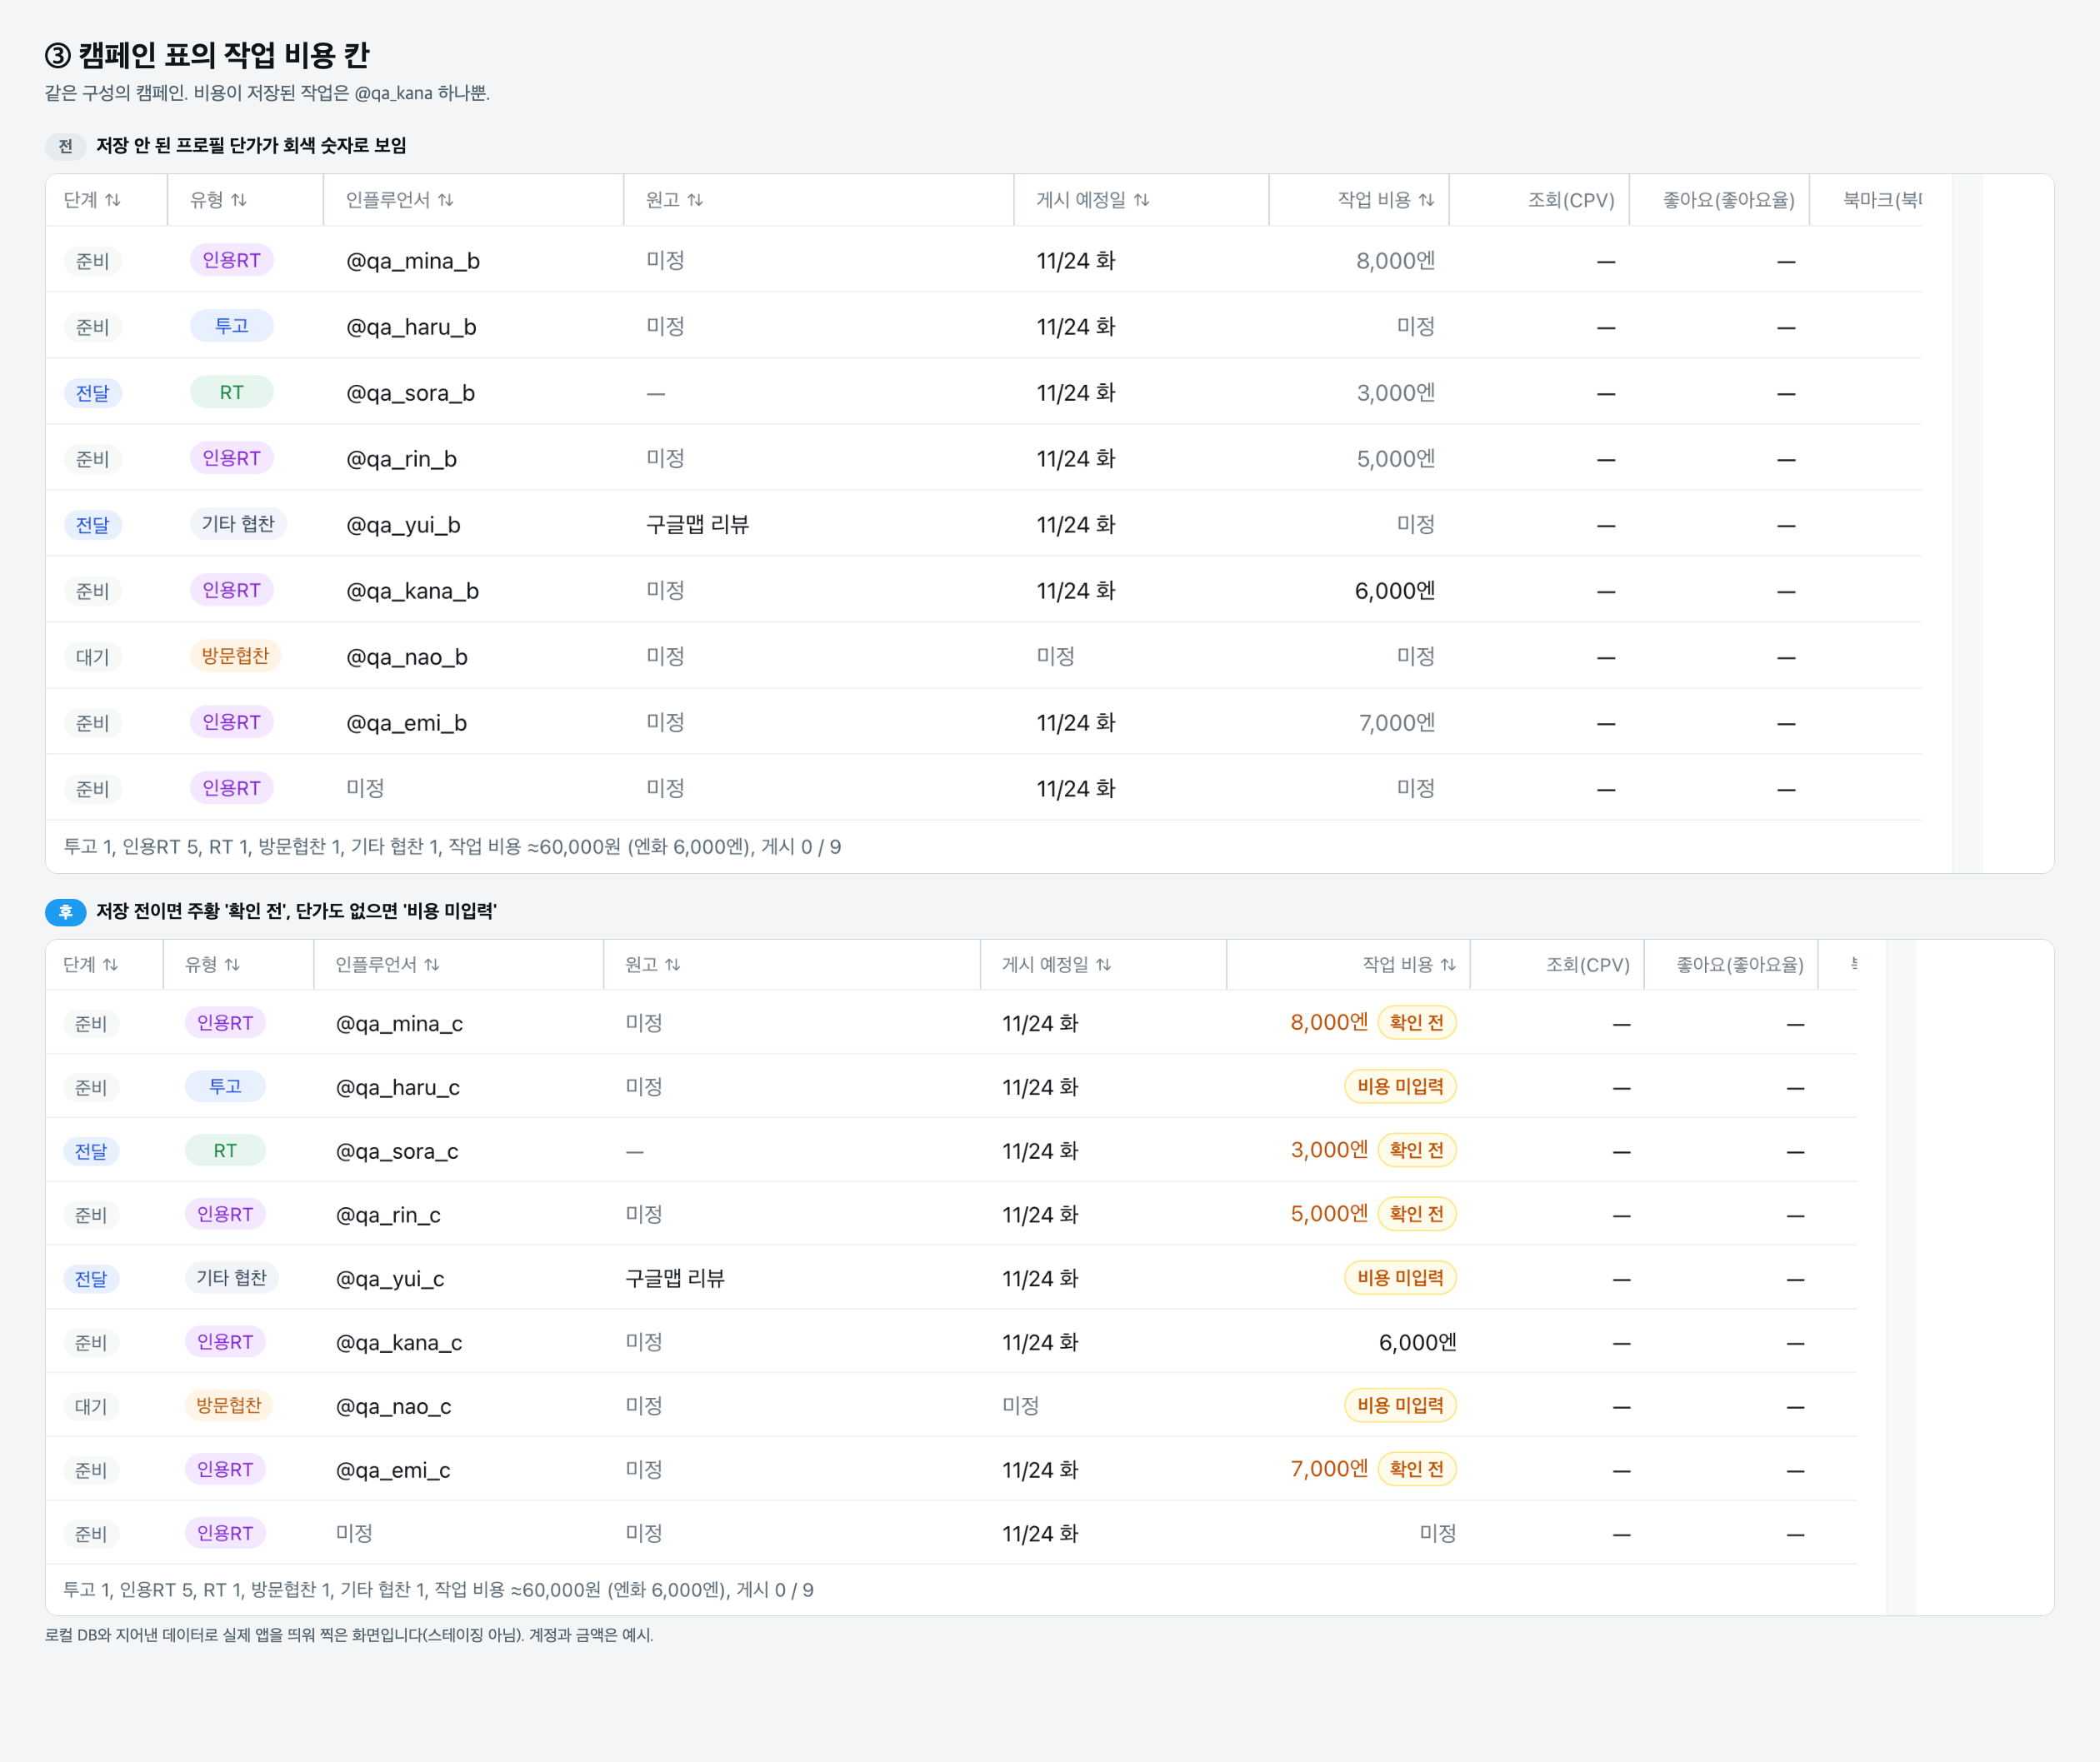 ③ 캠페인 표의 작업 비용 칸
같은 구성의 캠페인. 비용이 저장된 작업은 @qa_kana 하나뿐.
전 저장 안 된 프로필 단가가 회색 숫자로 보임
단계 ↑↓ 유형 ↑↓ 인플루언서 ↑↓ 원고 ↑↓ 게시 예정일 ↑↓ 작업 비용 ↑↓ 조회(CPV) 좋아요(좋아요율) 북마크(북
준비 인용RT @qa_mina_b 미정 11/24 화 8,000엔 — —
준비 투고 @qa_haru_b 미정 11/24 화 미정 — —
전달 RT @qa_sora_b — 11/24 화 3,000엔 — —
준비 인용RT @qa_rin_b 미정 11/24 화 5,000엔 — —
전달 기타 협찬 @qa_yui_b 구글맵 리뷰 11/24 화 미정 — —
준비 인용RT @qa_kana_b 미정 11/24 화 6,000엔 — —
대기 방문협찬 @qa_nao_b 미정 미정 미정 — —
준비 인용RT @qa_emi_b 미정 11/24 화 7,000엔 — —
준비 인용RT 미정 미정 11/24 화 미정 — —
투고 1, 인용RT 5, RT 1, 방문협찬 1, 기타 협찬 1, 작업 비용 ≈60,000원 (엔화 6,000엔), 게시 0 / 9
후 저장 전이면 주황 '확인 전', 단가도 없으면 '비용 미입력'
단계 ↑↓ 유형 ↑↓ 인플루언서 ↑↓ 원고 ↑↓ 게시 예정일 ↑↓ 작업 비용 ↑↓ 조회(CPV) 좋아요(좋아요율)
준비 인용RT @qa_mina_c 미정 11/24 화 8,000엔 확인 전 — —
준비 투고 @qa_haru_c 미정 11/24 화 비용 미입력 — —
전달 RT @qa_sora_c — 11/24 화 3,000엔 확인 전 — —
준비 인용RT @qa_rin_c 미정 11/24 화 5,000엔 확인 전 — —
전달 기타 협찬 @qa_yui_c 구글맵 리뷰 11/24 화 비용 미입력 — —
준비 인용RT @qa_kana_c 미정 11/24 화 6,000엔 — —
대기 방문협찬 @qa_nao_c 미정 미정 비용 미입력 — —
준비 인용RT @qa_emi_c 미정 11/24 화 7,000엔 확인 전 — —
준비 인용RT 미정 미정 11/24 화 미정 — —
투고 1, 인용RT 5, RT 1, 방문협찬 1, 기타 협찬 1, 작업 비용 ≈60,000원 (엔화 6,000엔), 게시 0 / 9
로컬 DB와 지어낸 데이터로 실제 앱을 띄워 찍은 화면입니다(스테이징 아님). 계정과 금액은 예시.